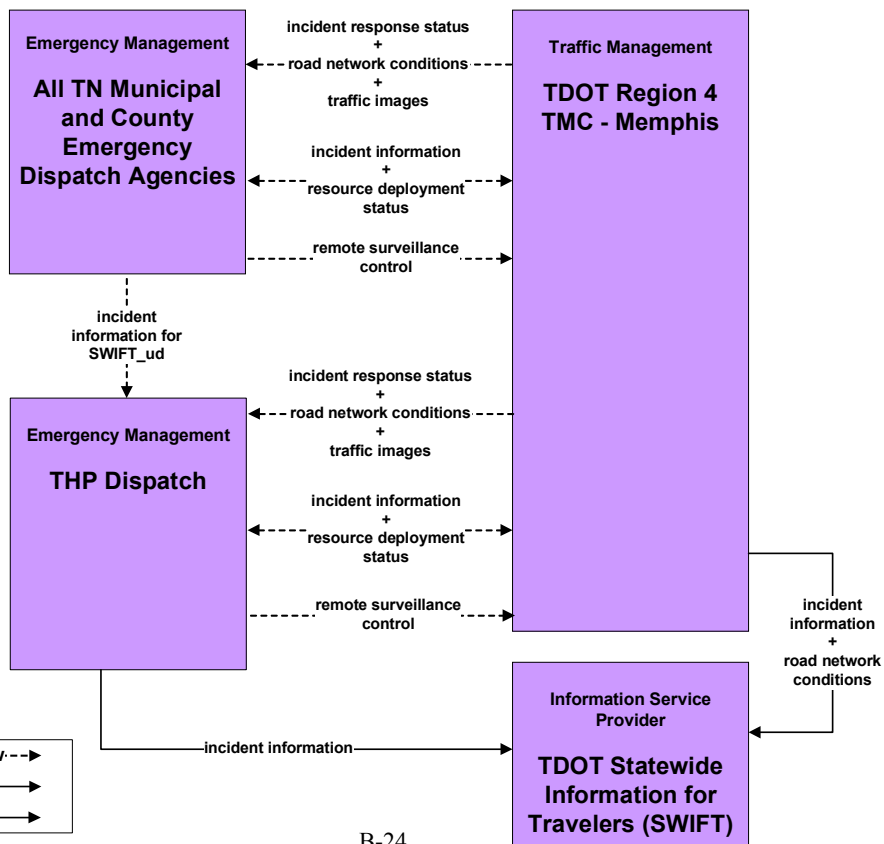 Emergency Management
All TN Municipal
and County
Emergency
Dispatch Agencies
incident response status
+
road network conditions
+
traffic images
incident information
+
resource deployment
status
remote surveillance
control
Traffic Management
TDOT Region 4
TMC - Memphis
incident
information for
SWIFT_ud
Emergency Management
THP Dispatch
incident response status
+
road network conditions
+
traffic images
incident information
+
resource deployment
status
remote surveillance
control
incident
information
+
road network
conditions
incident information
Information Service
Provider
TDOT Statewide
Information for
Travelers (SWIFT)
B-24